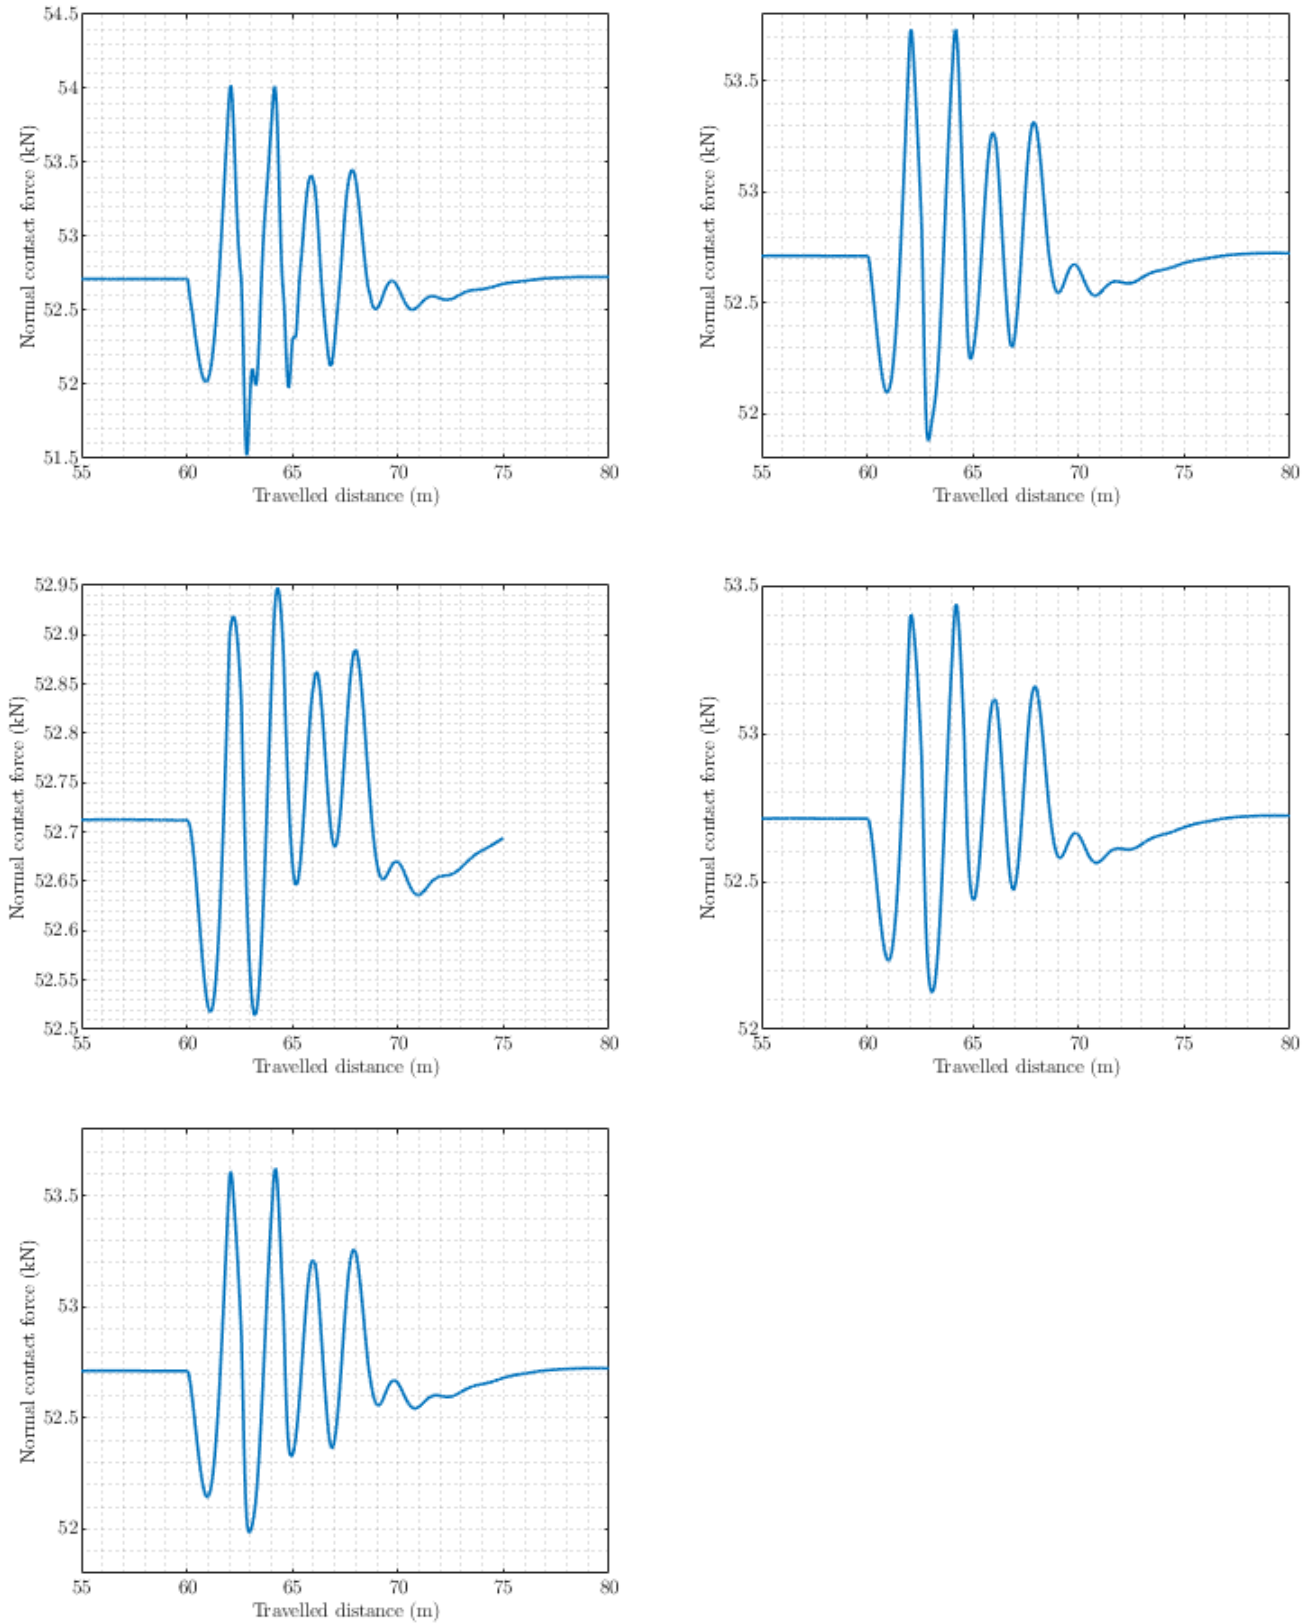 54.5
54
53.5
53
52.5
52
51.5
Normal contact force (kN)
55 60 65 70 75 80
Travelled distance (m)
53.5
53
52.5
52
Normal contact force (kN)
55 60 65 70 75 80
Travelled distance (m)
52.95
52.9
52.85
52.8
52.75
52.7
52.65
52.6
52.55
52.5
Normal contact force (kN)
55 60 65 70 75 80
Travelled distance (m)
53.5
53
52.5
52
Normal contact force (kN)
55 60 65 70 75 80
Travelled distance (m)
53.5
53
52.5
52
Normal contact force (kN)
55 60 65 70 75 80
Travelled distance (m)